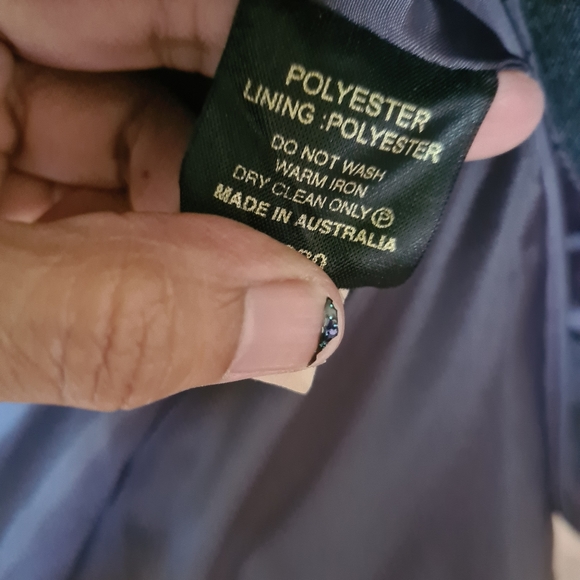 POLYESTER
LINING :POLYESTER
DO NOT WASH
WARM IRON
DRY CLEAN ONLY Ⓟ
MADE IN AUSTRALIA